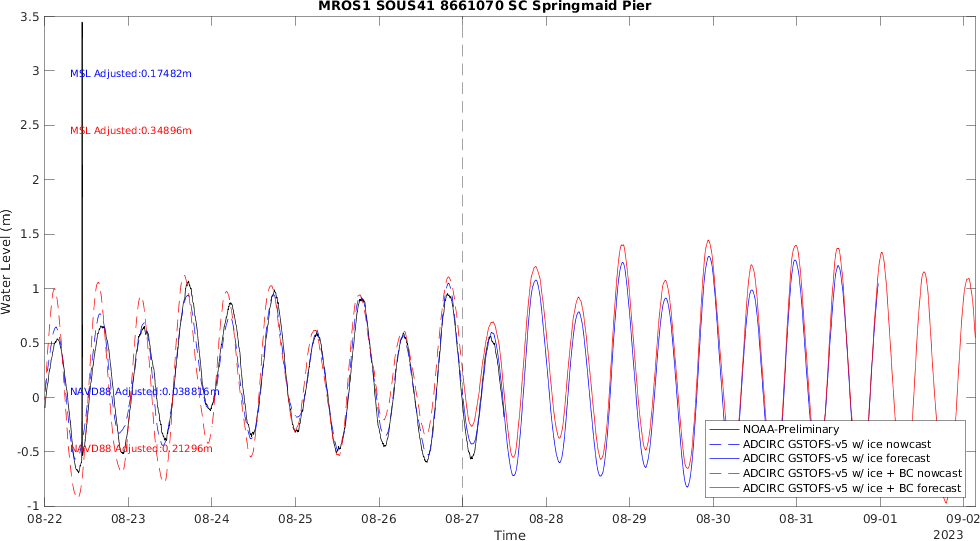 MROS1 SOUS41 8661070 SC Springmaid Pier
Water Level (m)
3.5
3
2.5
2
1.5
1
0.5
0
-0.5
-1
MSL Adjusted:0.17482m
MSL Adjusted:0.34896m
NAVD88 Adjusted:0.038816m
NAVD88 Adjusted:0.21296m
NOAA-Preliminary
ADCIRC GSTOFS-v5 w/ ice nowcast
ADCIRC GSTOFS-v5 w/ ice forecast
ADCIRC GSTOFS-v5 w/ ice + BC nowcast
ADCIRC GSTOFS-v5 w/ ice + BC forecast
08-22 08-23 08-24 08-25 08-26 08-27 08-28 08-29 08-30 08-31 09-01 09-02
Time
2023